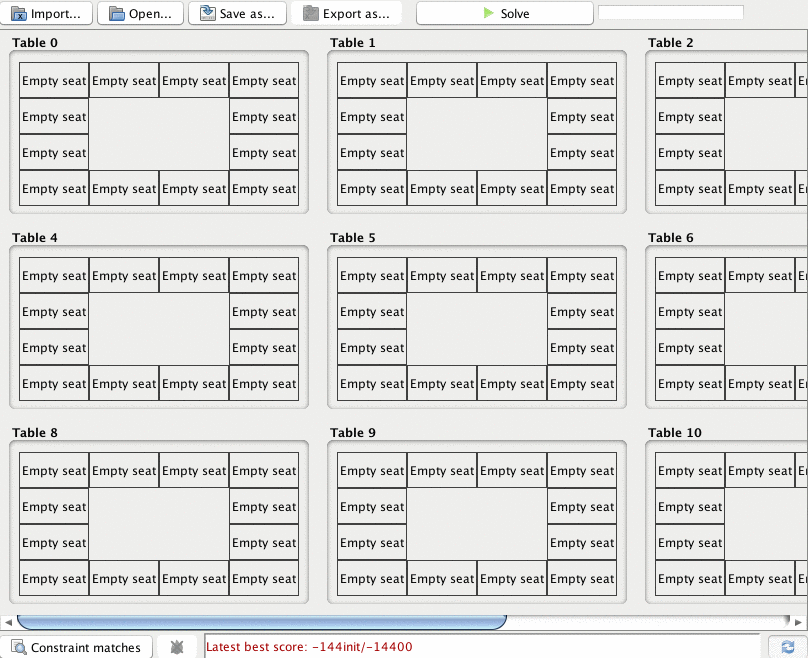 Import... Open... Save as... Export as... Solve
Table 0 Table 1 Table 2
Empty seat Empty seat Empty seat Empty seat Empty seat Empty seat Empty seat Empty seat Empty seat Empty seat E
Empty seat Empty seat Empty seat Empty seat Empty seat
Empty seat Empty seat Empty seat Empty seat Empty seat
Empty seat Empty seat Empty seat Empty seat Empty seat Empty seat Empty seat Empty seat Empty seat Empty seat E
Table 4 Table 5 Table 6
Empty seat Empty seat Empty seat Empty seat Empty seat Empty seat Empty seat Empty seat Empty seat Empty seat E
Empty seat Empty seat Empty seat Empty seat Empty seat
Empty seat Empty seat Empty seat Empty seat Empty seat
Empty seat Empty seat Empty seat Empty seat Empty seat Empty seat Empty seat Empty seat Empty seat Empty seat E
Table 8 Table 9 Table 10
Empty seat Empty seat Empty seat Empty seat Empty seat Empty seat Empty seat Empty seat Empty seat Empty seat E
Empty seat Empty seat Empty seat Empty seat Empty seat
Empty seat Empty seat Empty seat Empty seat Empty seat
Empty seat Empty seat Empty seat Empty seat Empty seat Empty seat Empty seat Empty seat Empty seat Empty seat E
Constraint matches Latest best score: -144init/-14400